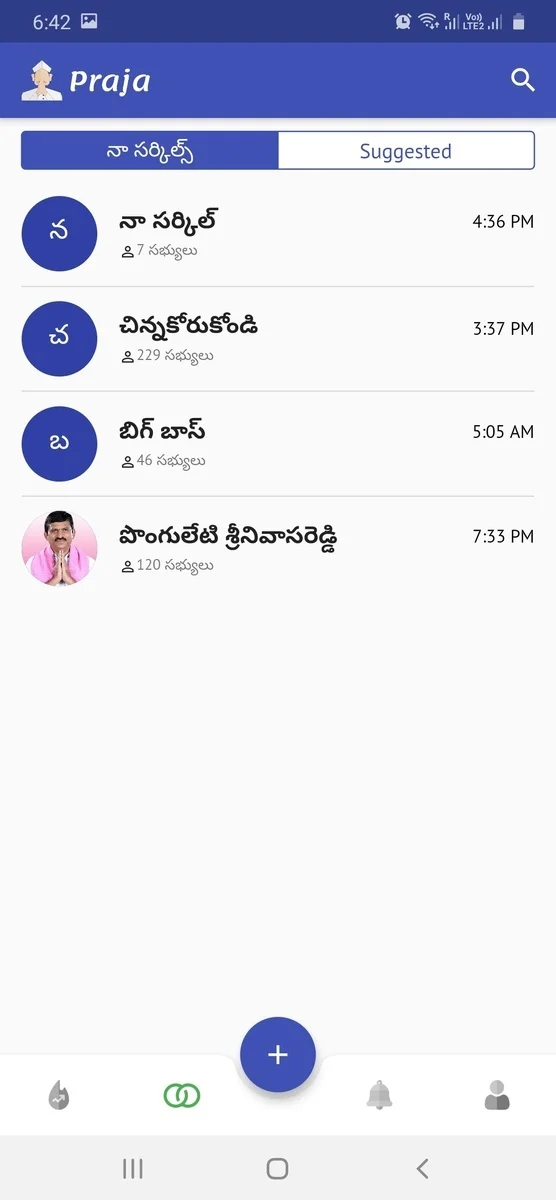 6:42
R Vo)) LTE2
Praja
నా సర్కిల్స్ Suggested
న నా సర్కిల్ 4:36 PM
7 సభ్యులు
చ చిన్నకోరుకోండి 3:37 PM
229 సభ్యులు
బ బిగ్ బాస్ 5:05 AM
46 సభ్యులు
పొంగులేటి శ్రీనివాసరెడ్డి 7:33 PM
120 సభ్యులు